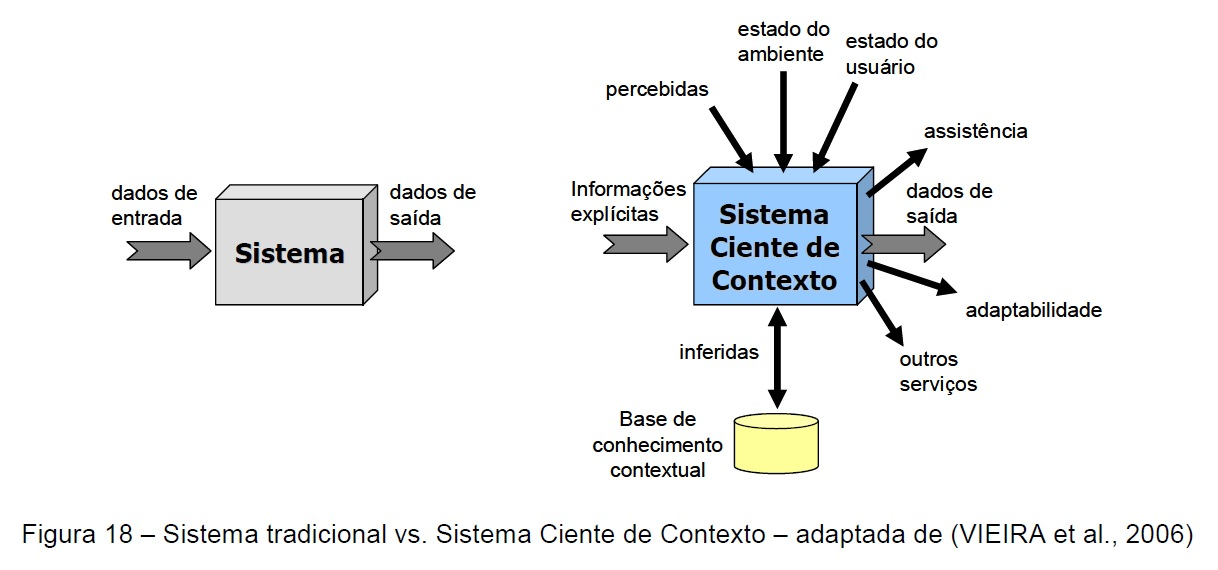 dados de
entrada
Sistema
dados de
saída
percebidas
estado do
ambiente
estado do
usuário
Informações
explícitas
Sistema
Ciente de
Contexto
assistência
dados de
saída
adaptabilidade
outros
serviços
inferidas
Base de
conhecimento
contextual
Figura 18 – Sistema tradicional vs. Sistema Ciente de Contexto – adaptada de (VIEIRA et al., 2006)